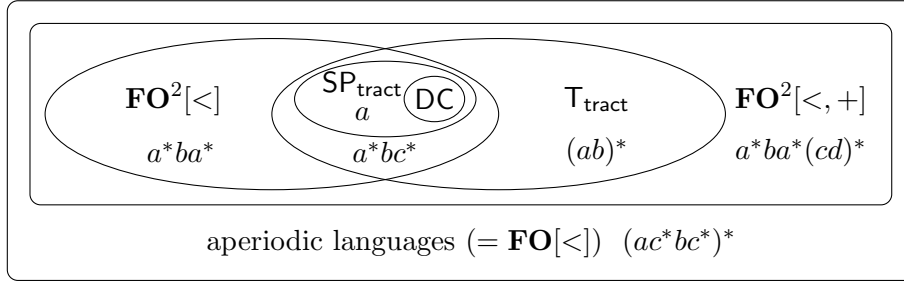 SP_tract
FO²[<] DC T_tract FO²[<, +]
a
a*ba* a*bc* (ab)* a*ba*(cd)*
aperiodic languages (= FO[<]) (ac*bc*)*